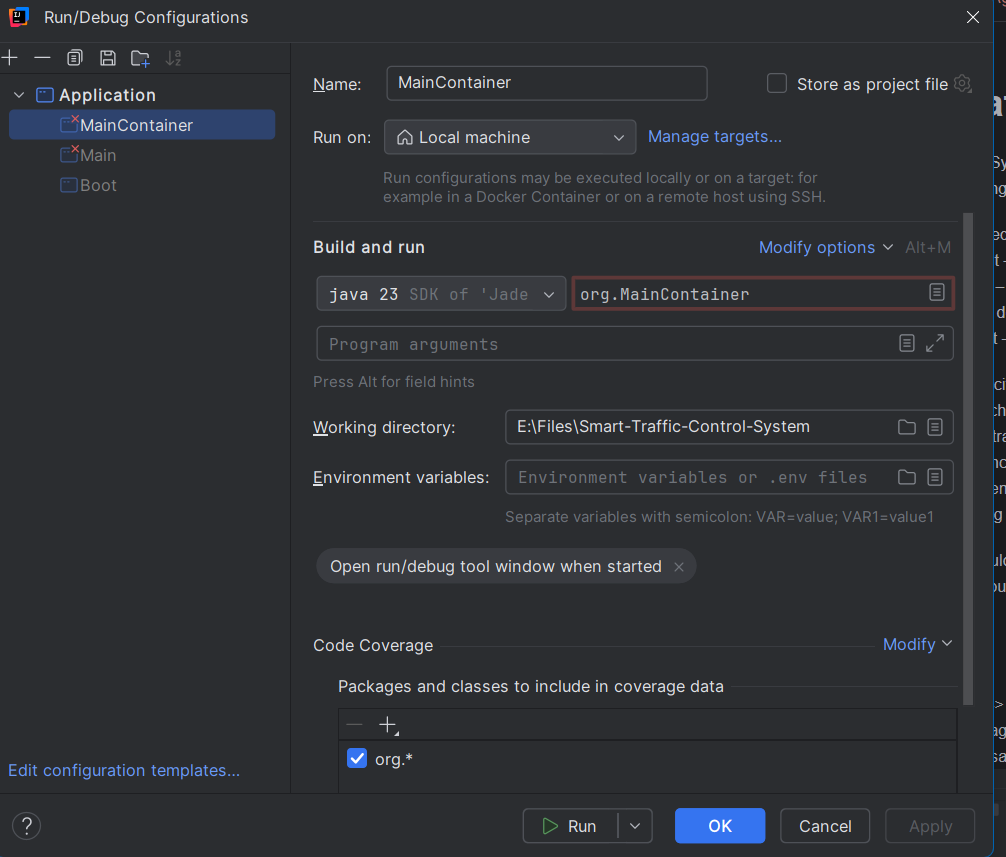 Run/Debug Configurations
Application
MainContainer
Main
Boot
Edit configuration templates...
Name: MainContainer Store as project file
Run on: Local machine Manage targets...
Run configurations may be executed locally or on a target: for
example in a Docker Container or on a remote host using SSH.
Build and run Modify options Alt+M
java 23 SDK of 'Jade org.MainContainer
Program arguments
Press Alt for field hints
Working directory: E:\Files\Smart-Traffic-Control-System
Environment variables: Environment variables or .env files
Separate variables with semicolon: VAR=value; VAR1=value1
Open run/debug tool window when started
Code Coverage Modify
Packages and classes to include in coverage data
org.*
? Run OK Cancel Apply